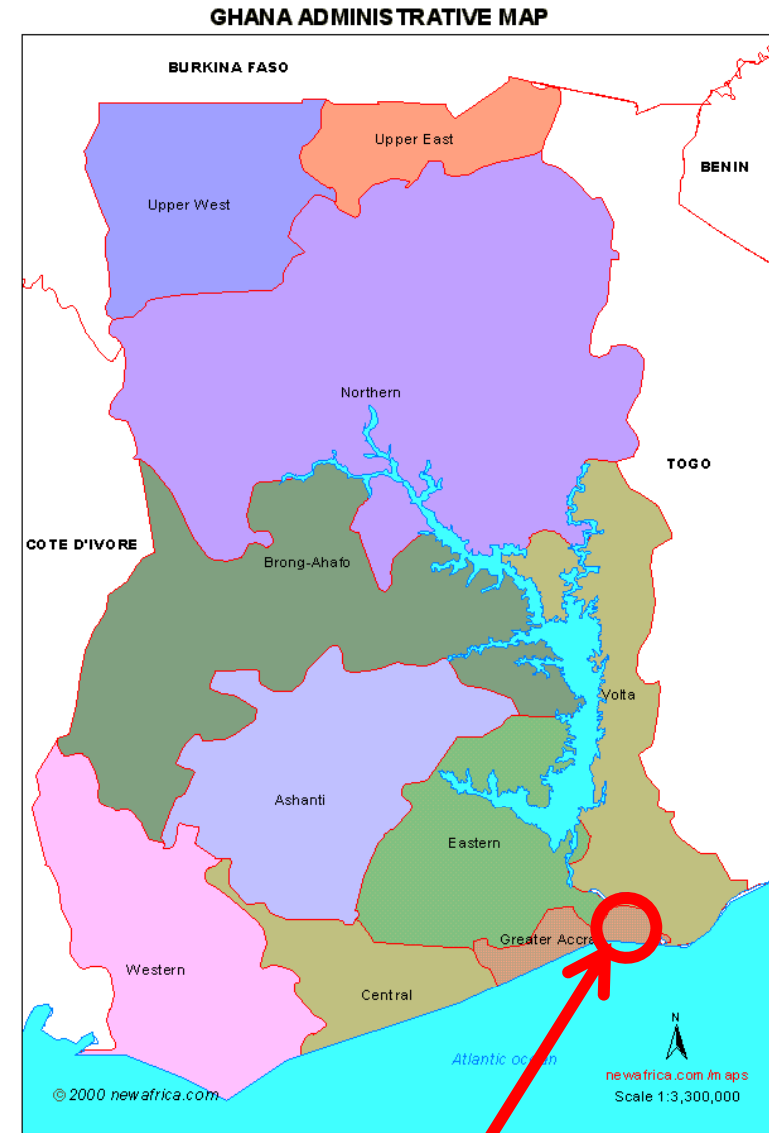 GHANA ADMINISTRATIVE MAP
BURKINA FASO
Upper East
BENIN
Upper West
Northern
TOGO
COTE D'IVORE
Brong-Ahafo
Volta
Ashanti
Eastern
Greater Accra
Western
Central
N
Atlantic ocean
newafrica.com/maps
© 2000 newafrica.com
Scale 1:3,300,000